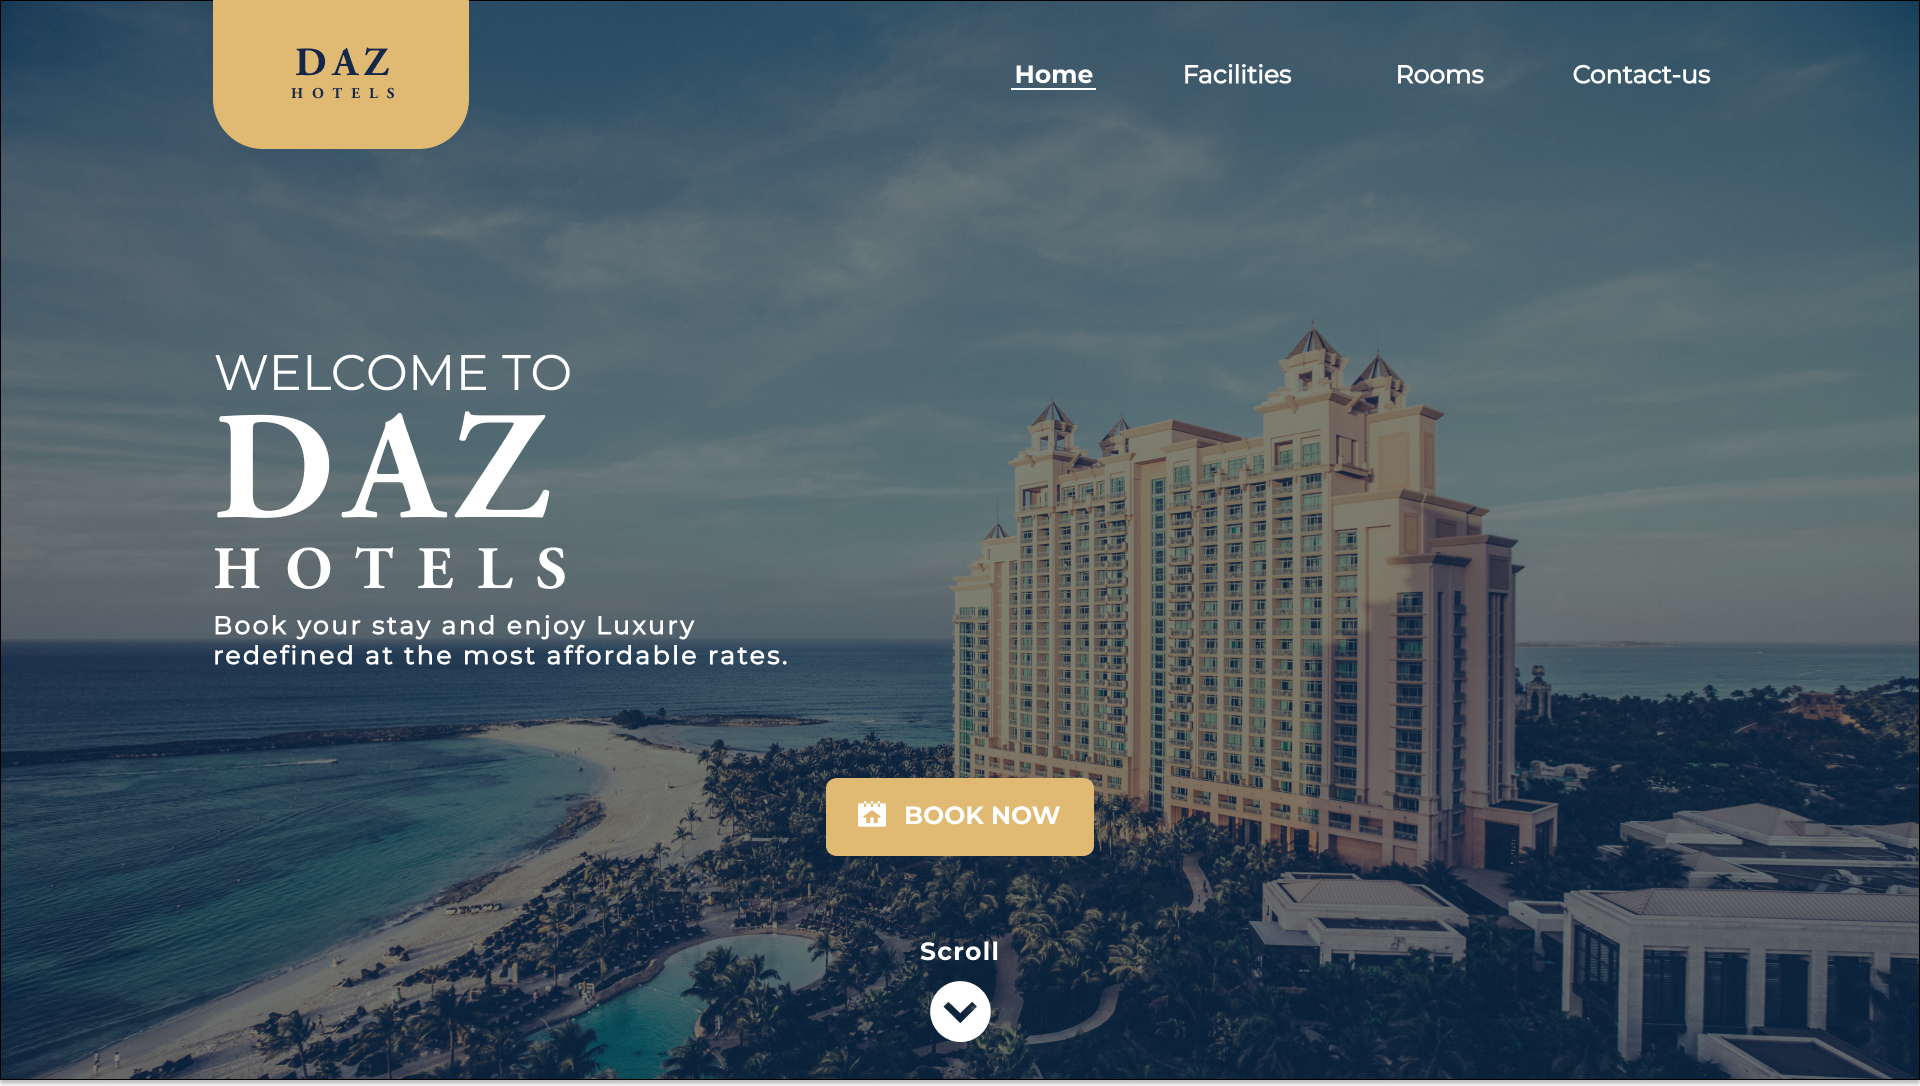 DAZ
HOTELS
Home
Facilities
Rooms
Contact-us
WELCOME TO
DAZ
HOTELS
Book your stay and enjoy Luxury
redefined at the most affordable rates.
BOOK NOW
Scroll